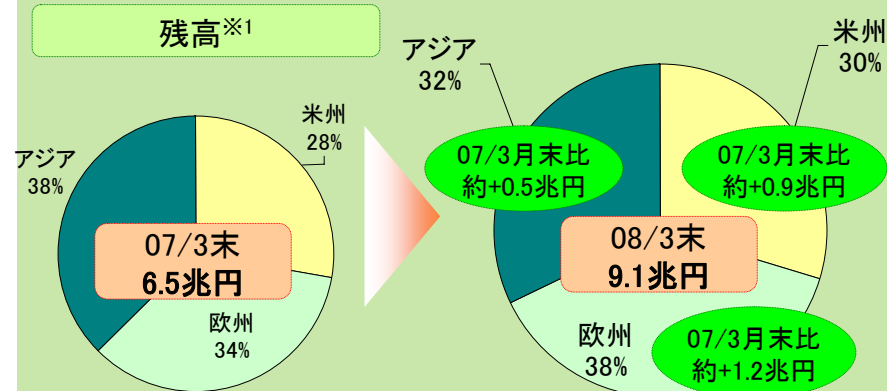 残高※1
アジア
38%
米州
28%
07/3末
6.5兆円
欧州
34%
アジア
32%
米州
30%
07/3月末比
約+0.5兆円
07/3月末比
約+0.9兆円
08/3末
9.1兆円
欧州
38%
07/3月末比
約+1.2兆円